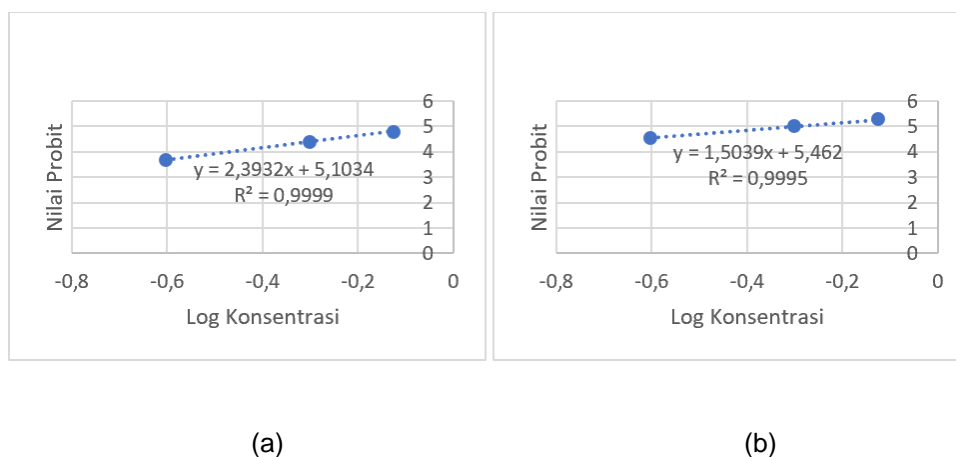 6
5
4
3
2
1
0
-0,8 -0,6 -0,4 -0,2 0
Nilai Probit
Log Konsentrasi
y = 2,3932x + 5,1034
R² = 0,9999
(a)
6
5
4
3
2
1
0
-0,8 -0,6 -0,4 -0,2 0
Nilai Probit
Log Konsentrasi
y = 1,5039x + 5,462
R² = 0,9995
(b)